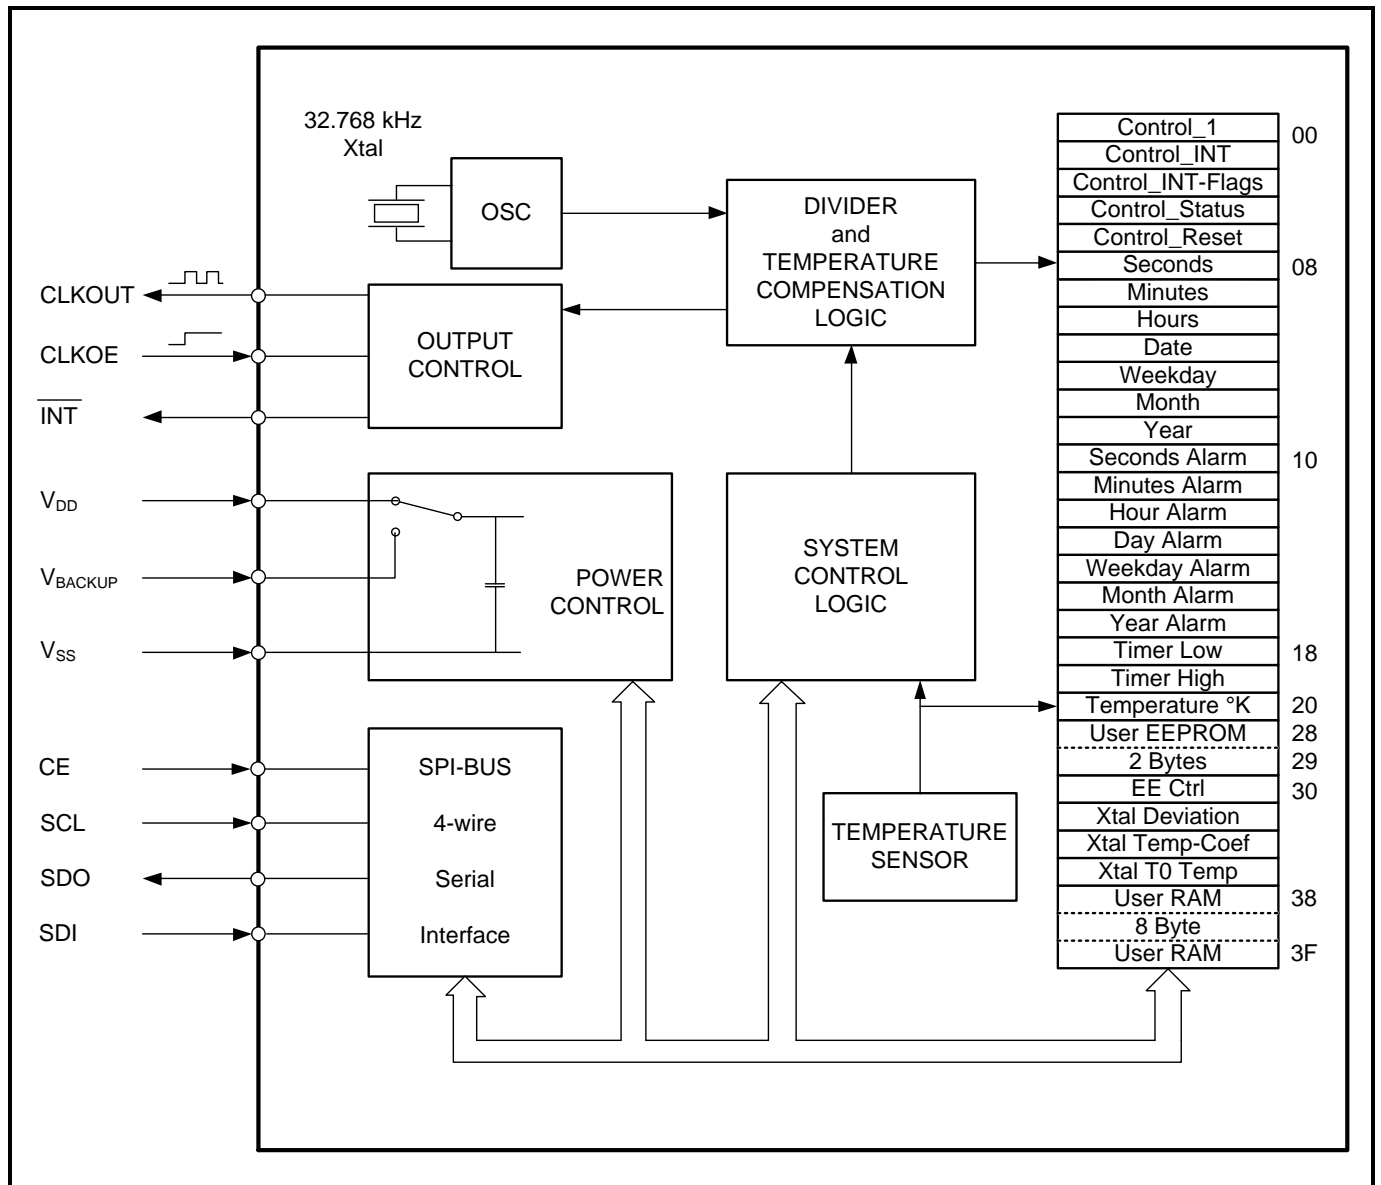 32.768 kHz
Xtal
OSC
DIVIDER
and
TEMPERATURE
COMPENSATION
LOGIC
CLKOUT
CLKOE
INT
OUTPUT
CONTROL
VDD
VBACKUP
VSS
POWER
CONTROL
SYSTEM
CONTROL
LOGIC
CE
SCL
SDO
SDI
SPI-BUS
4-wire
Serial
Interface
TEMPERATURE
SENSOR
Control_1 00
Control_INT
Control_INT-Flags
Control_Status
Control_Reset
Seconds 08
Minutes
Hours
Date
Weekday
Month
Year
Seconds Alarm 10
Minutes Alarm
Hour Alarm
Day Alarm
Weekday Alarm
Month Alarm
Year Alarm
Timer Low 18
Timer High
Temperature °K 20
User EEPROM 28
2 Bytes 29
EE Ctrl 30
Xtal Deviation
Xtal Temp-Coef
Xtal T0 Temp
User RAM 38
8 Byte
User RAM 3F